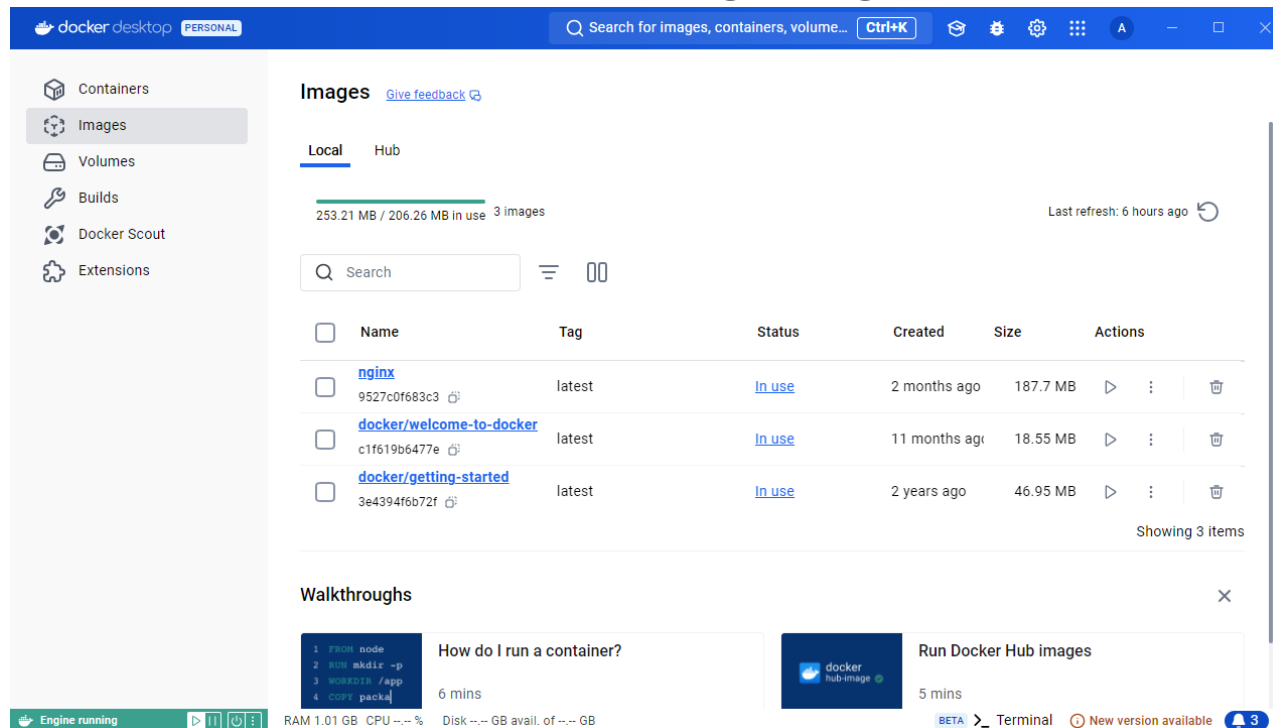 docker desktop PERSONAL
Search for images, containers, volume... Ctrl+K
A
Containers
Images
Volumes
Builds
Docker Scout
Extensions
Images Give feedback
Local Hub
253.21 MB / 206.26 MB in use 3 images
Last refresh: 6 hours ago
Search
Name Tag Status Created Size Actions
nginx
9527c0f683c3
latest In use 2 months ago 187.7 MB
docker/welcome-to-docker
c1f619b6477e
latest In use 11 months ago 18.55 MB
docker/getting-started
3e4394f6b72f
latest In use 2 years ago 46.95 MB
Showing 3 items
Walkthroughs
1 FROM node
2 RUN mkdir -p
3 WORKDIR /app
4 COPY packa
How do I run a container?
6 mins
docker
hub-image
Run Docker Hub images
5 mins
Engine running
RAM 1.01 GB CPU --.-- % Disk --.-- GB avail. of --.-- GB
BETA >_ Terminal New version available 3